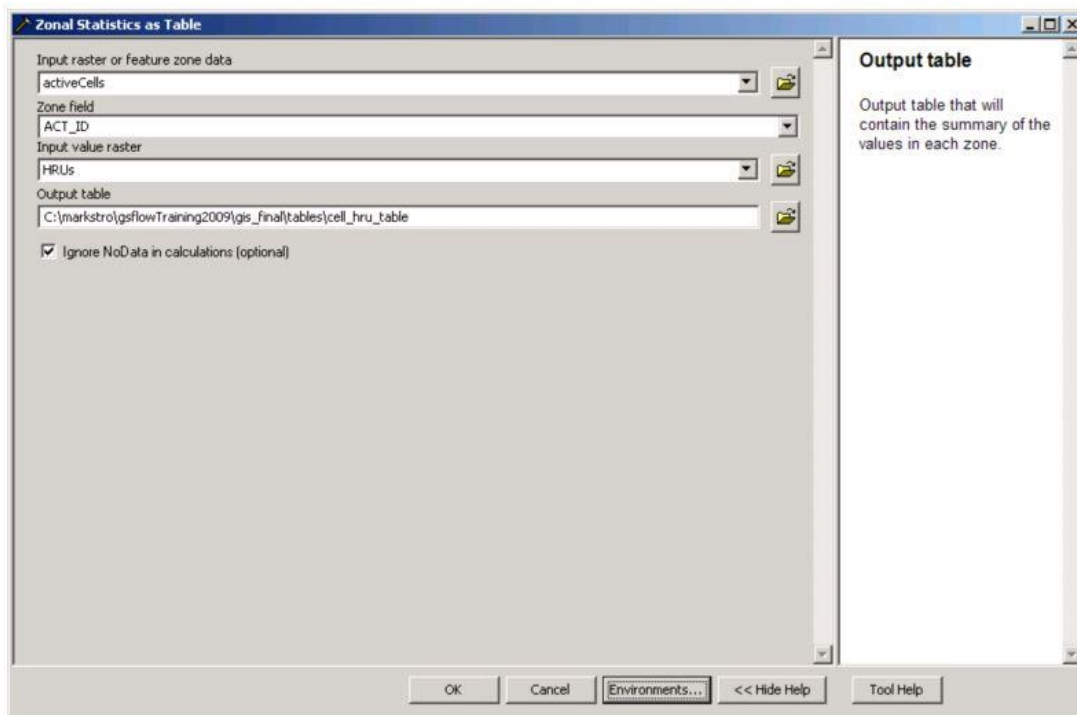 Zonal Statistics as Table
Input raster or feature zone data
activeCells
Zone field
ACT_ID
Input value raster
HRUs
Output table
C:\markstro\gsflowTraining2009\gis_final\tables\cell_hru_table
Ignore NoData in calculations (optional)
Output table
Output table that will
contain the summary of the
values in each zone.
OK
Cancel
Environments...
<< Hide Help
Tool Help